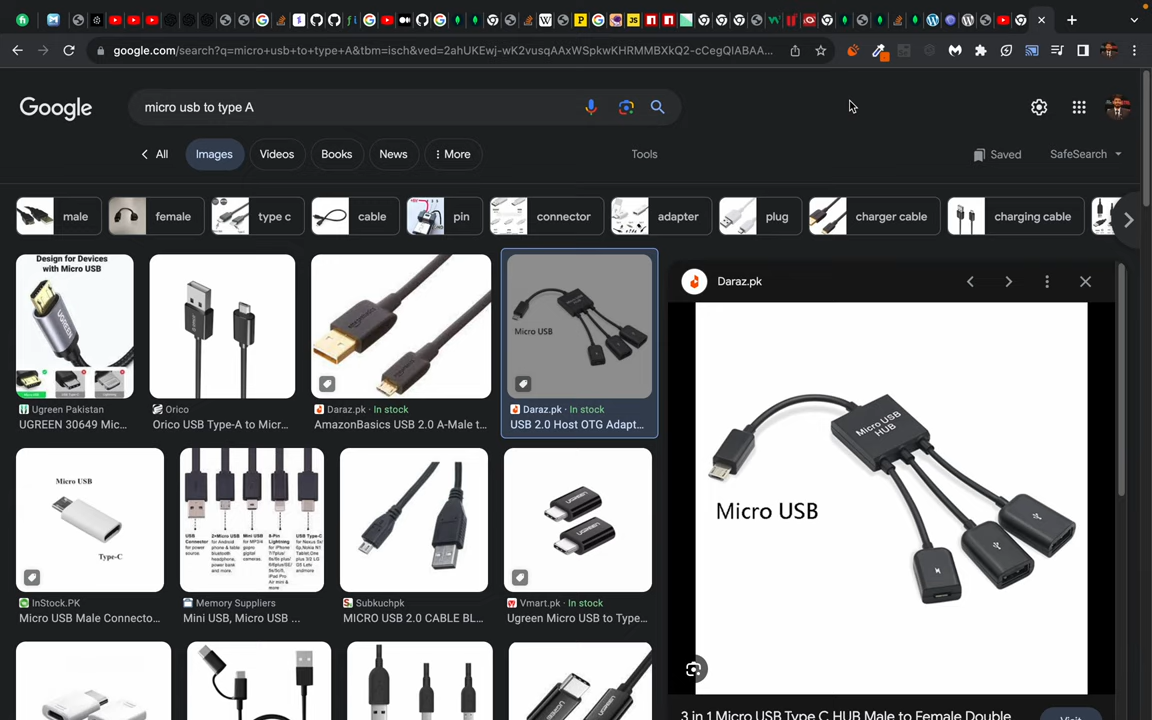 google.com/search?q=micro+usb+to+type+A&tbm=isch&ved=2ahUKEwj-wK2vusqAAxWSpkwKHRMMBXkQ2-cCegQIABAA...
Google
micro usb to type A
All
Images
Videos
Books
News
More
Tools
Saved
SafeSearch
male
female
type c
cable
pin
connector
adapter
plug
charger cable
charging cable
Design for Devices
with Micro USB
UGREEN
Micro USB
Daraz.pk
Ugreen Pakistan
UGREEN 30649 Mic...
Orico
Orico USB Type-A to Micr...
Daraz.pk · In stock
AmazonBasics USB 2.0 A-Male t...
Daraz.pk · In stock
USB 2.0 Host OTG Adapt...
Micro USB
HUB
Micro USB
Micro USB
Type-C
InStock.PK
Micro USB Male Connecto...
Memory Suppliers
Mini USB, Micro USB ...
Subkuchpk
MICRO USB 2.0 CABLE BL...
UGREEN
UGREEN
Vmart.pk · In stock
Ugreen Micro USB to Type...
3 in 1 Micro USB Type C HUB Male to Female Double
Visit